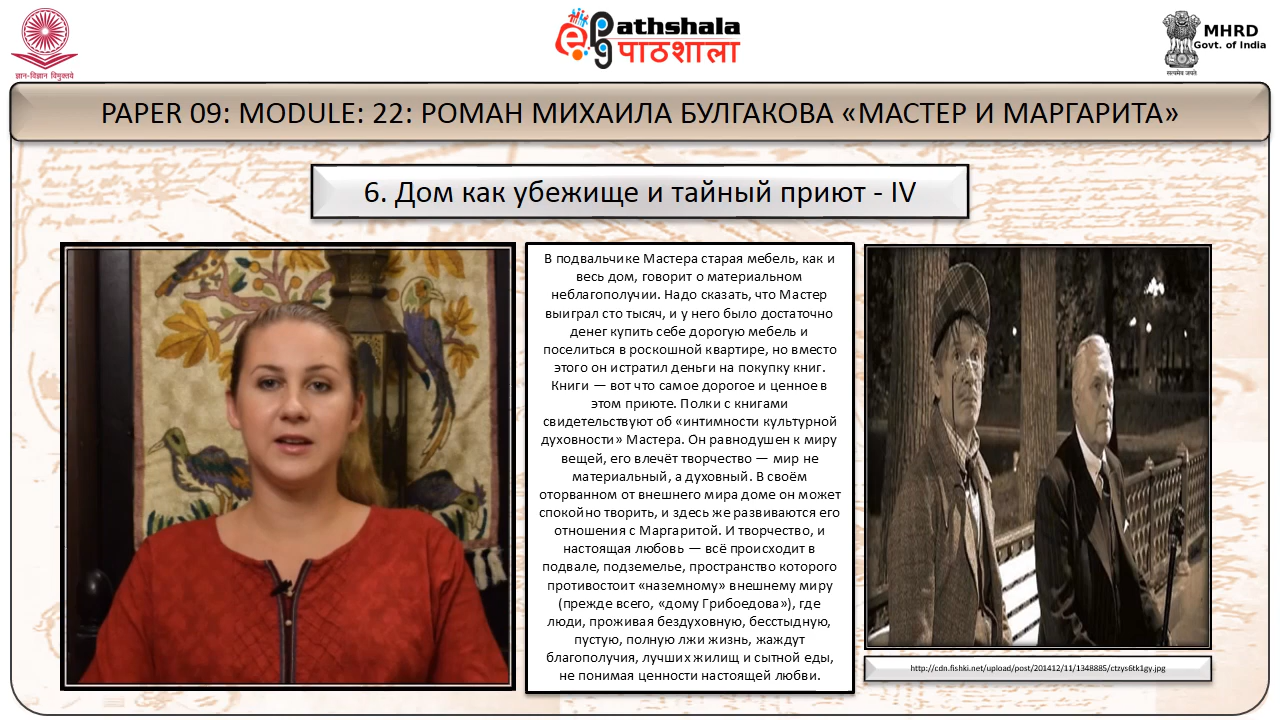 ज्ञान-विज्ञान विमुक्तये
ePathshala
पाठशाला
MHRD
Govt. of India
सत्यमेव जयते
PAPER 09: MODULE: 22: РОМАН МИХАИЛА БУЛГАКОВА «МАСТЕР И МАРГАРИТА»
6. Дом как убежище и тайный приют - IV
В подвальчике Мастера старая мебель, как и
весь дом, говорит о материальном
неблагополучии. Надо сказать, что Мастер
выиграл сто тысяч, и у него было достаточно
денег купить себе дорогую мебель и
поселиться в роскошной квартире, но вместо
этого он истратил деньги на покупку книг.
Книги — вот что самое дорогое и ценное в
этом приюте. Полки с книгами
свидетельствуют об «интимности культурной
духовности» Мастера. Он равнодушен к миру
вещей, его влечёт творчество — мир не
материальный, а духовный. В своём
оторванном от внешнего мира доме он может
спокойно творить, и здесь же развиваются его
отношения с Маргаритой. И творчество, и
настоящая любовь — всё происходит в
подвале, подземелье, пространство которого
противостоит «наземному» внешнему миру
(прежде всего, «дому Грибоедова»), где
люди, проживая бездуховную, бесстыдную,
пустую, полную лжи жизнь, жаждут
благополучия, лучших жилищ и сытной еды,
не понимая ценности настоящей любви.
http://cdn.fishki.net/upload/post/201412/11/1348885/ctzys6tk1gy.jpg